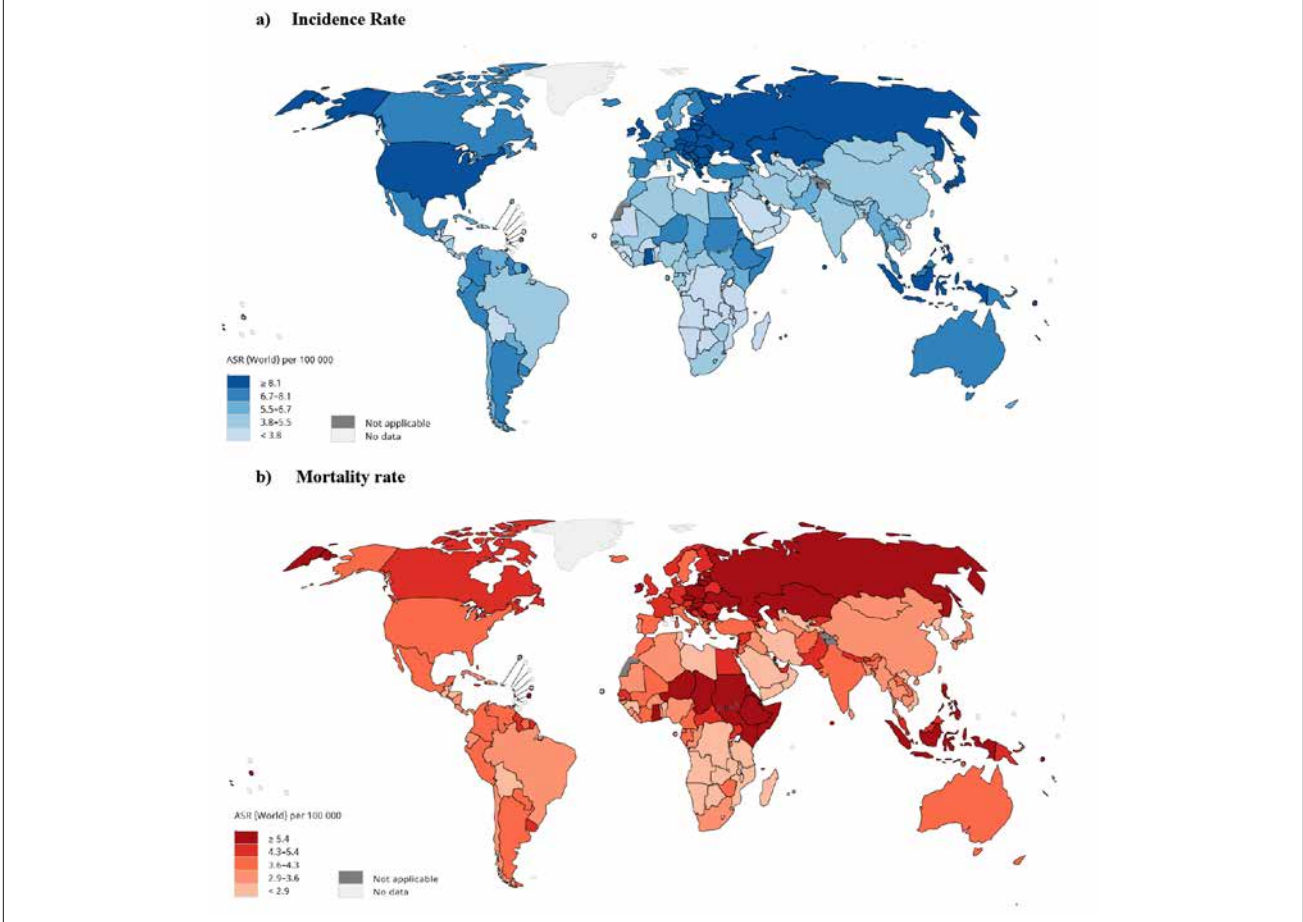 a) Incidence Rate
ASR (World) per 100 000
≥ 8.1
6.7–8.1
5.5–6.7
3.8–5.5
< 3.8
Not applicable
No data
b) Mortality rate
ASR (World) per 100 000
≥ 5.4
4.3–5.4
3.6–4.3
2.9–3.6
< 2.9
Not applicable
No data